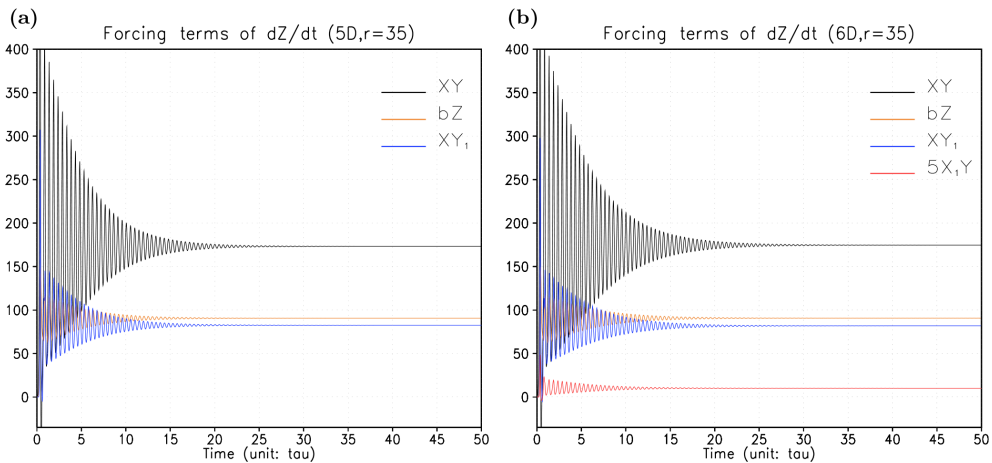 (a)
Forcing terms of dZ/dt (5D,r=35)
400
350
300
250
200
150
100
50
0
XY
bZ
XY₁
0 5 10 15 20 25 30 35 40 45 50
Time (unit: tau)
(b)
Forcing terms of dZ/dt (6D,r=35)
400
350
300
250
200
150
100
50
0
XY
bZ
XY₁
5X₁Y
0 5 10 15 20 25 30 35 40 45 50
Time (unit: tau)